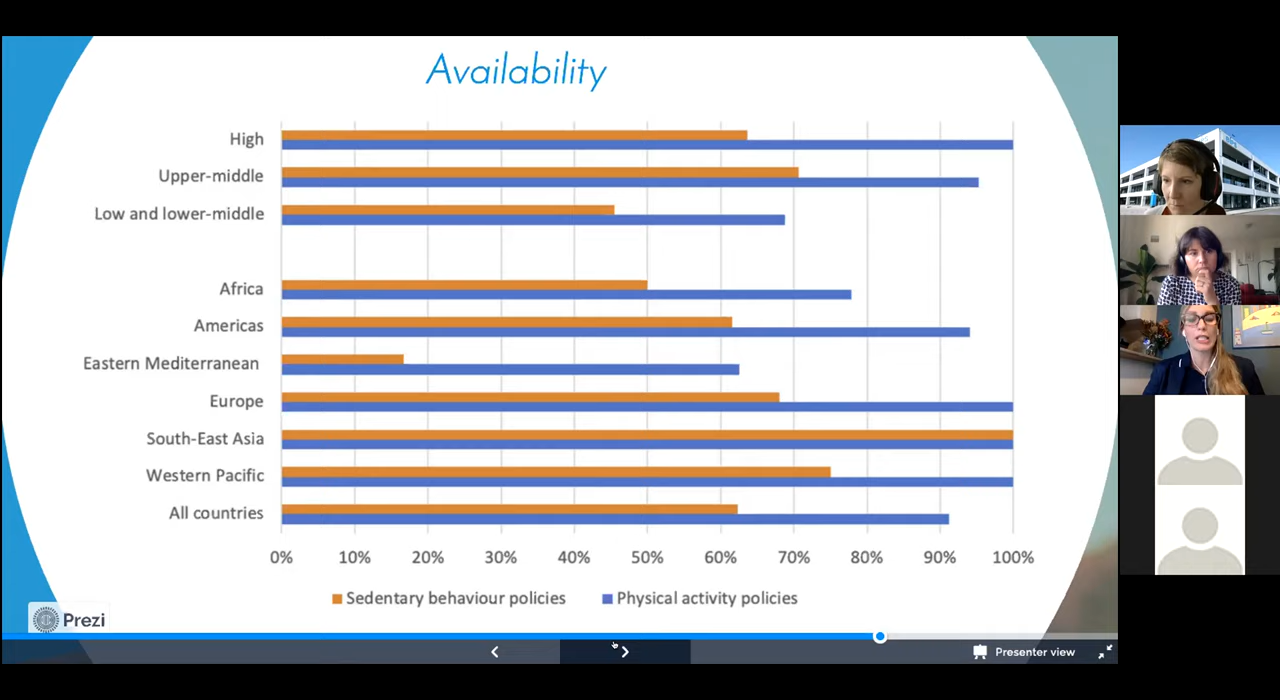 Availability
High
Upper-middle
Low and lower-middle
Africa
Americas
Eastern Mediterranean
Europe
South-East Asia
Western Pacific
All countries
0% 10% 20% 30% 40% 50% 60% 70% 80% 90% 100%
Sedentary behaviour policies Physical activity policies
Prezi
Presenter view